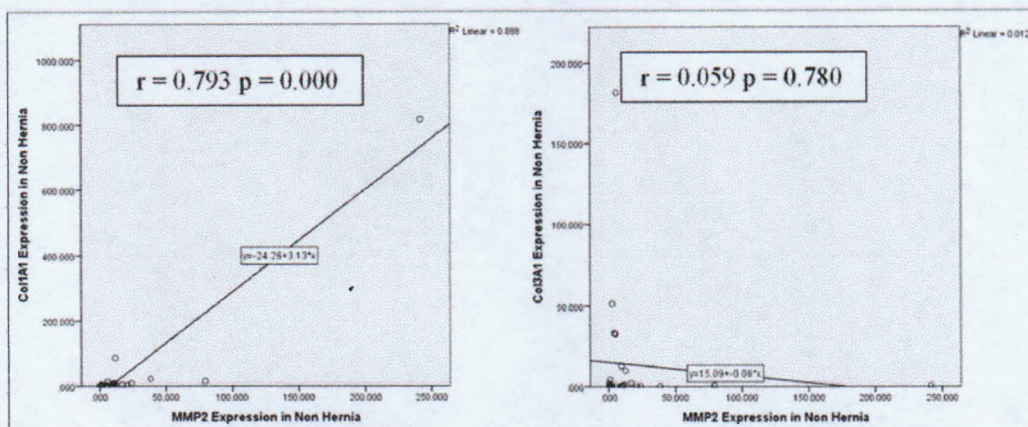 R² Linear = 0.888
r = 0.793 p = 0.000
1000.000
800.000
600.000
400.000
200.000
.000
Col1A1 Expression in Non Hernia
y=-24.26+3.13*x
.000
50.000
100.000
150.000
200.000
250.000
MMP2 Expression in Non Hernia
R² Linear = 0.012
r = 0.059 p = 0.780
200.000
150.000
100.000
50.000
.000
Col3A1 Expression in Non Hernia
y=15.09+-0.08*x
.000
50.000
100.000
150.000
200.000
250.000
MMP2 Expression in Non Hernia